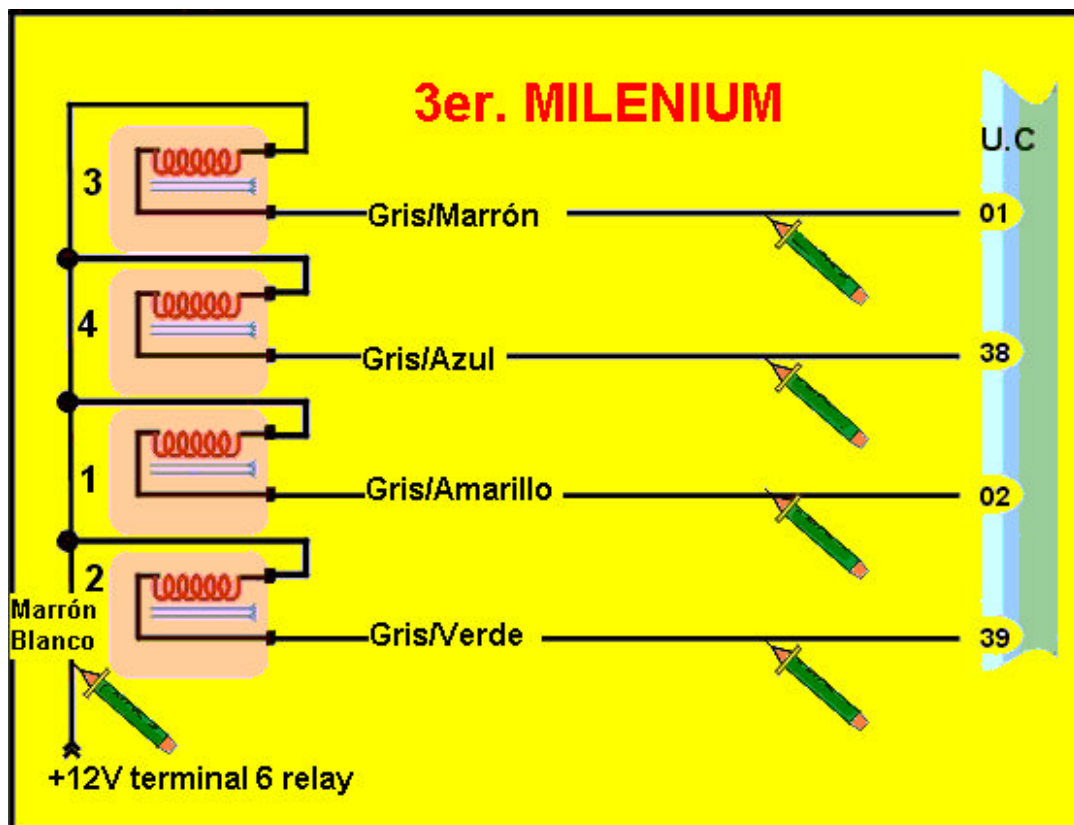 3er. MILENIUM
U.C
3
Gris/Marrón
01
4
Gris/Azul
38
1
Gris/Amarillo
02
2
Gris/Verde
39
Marrón
Blanco
+12V terminal 6 relay